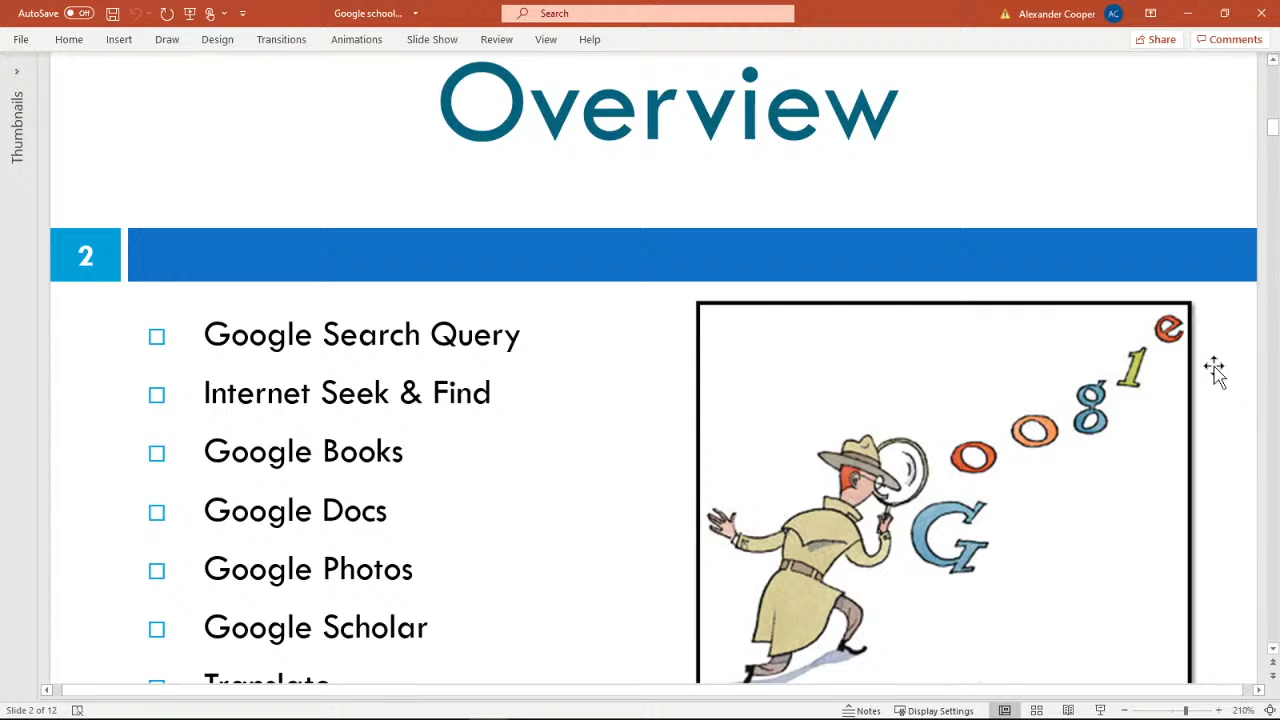 AutoSave Off Google school... Search Alexander Cooper AC
File Home Insert Draw Design Transitions Animations Slide Show Review View Help Share Comments
Thumbnails
Overview
2
Google Search Query
Internet Seek & Find
Google Books
Google Docs
Google Photos
Google Scholar
Translate
Google
Slide 2 of 12 Notes Display Settings 210%